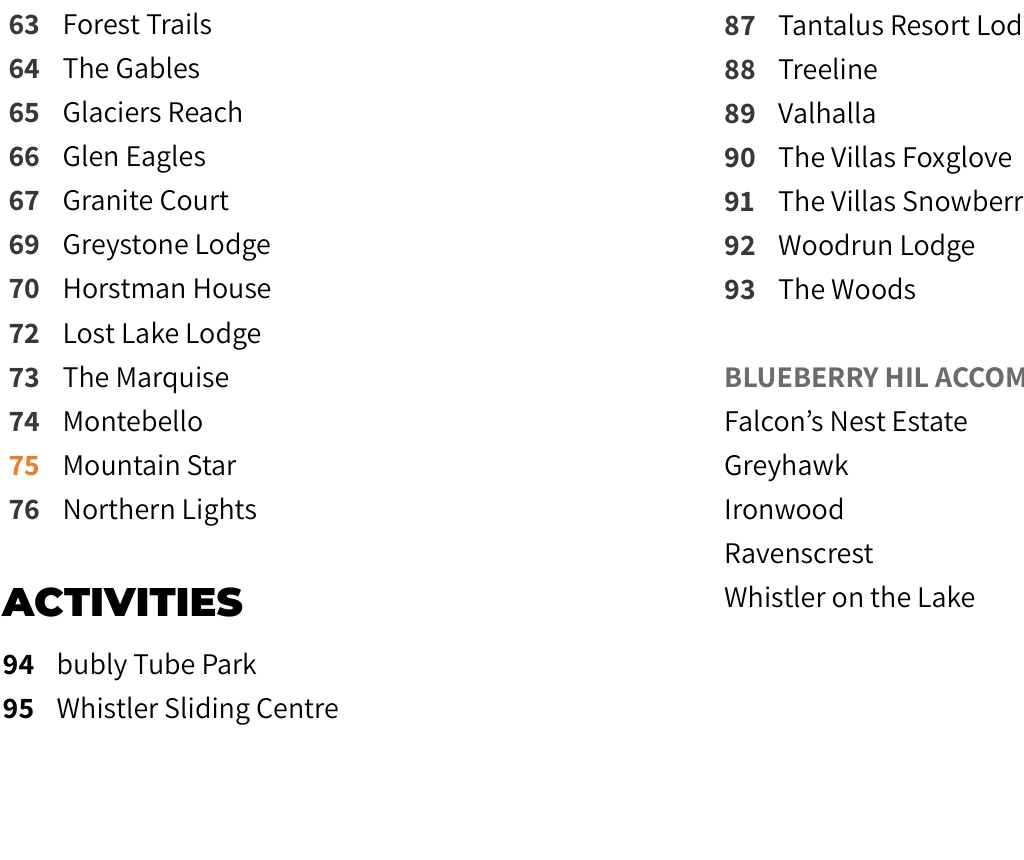 63 Forest Trails
64 The Gables
65 Glaciers Reach
66 Glen Eagles
67 Granite Court
69 Greystone Lodge
70 Horstman House
72 Lost Lake Lodge
73 The Marquise
74 Montebello
75 Mountain Star
76 Northern Lights
ACTIVITIES
94 bubly Tube Park
95 Whistler Sliding Centre
87 Tantalus Resort Lod
88 Treeline
89 Valhalla
90 The Villas Foxglove
91 The Villas Snowberr
92 Woodrun Lodge
93 The Woods
BLUEBERRY HIL ACCOM
Falcon’s Nest Estate
Greyhawk
Ironwood
Ravenscrest
Whistler on the Lake